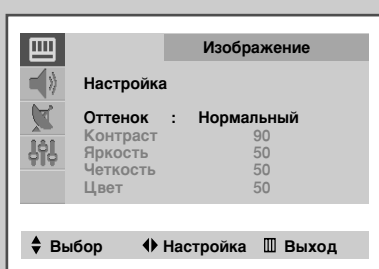 Изображение
Настройка
Оттенок : Нормальный
Контраст 90
Яркость 50
Четкость 50
Цвет 50
Выбор Настройка Выход